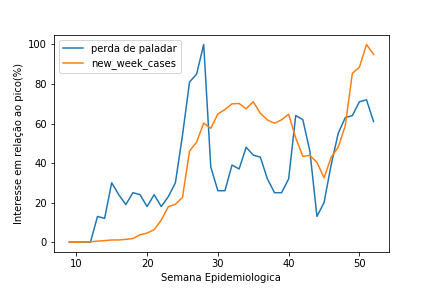 perda de paladar
new_week_cases
Interesse em relação ao pico(%)
100
80
60
40
20
0
10
20
30
40
50
Semana Epidemiologica